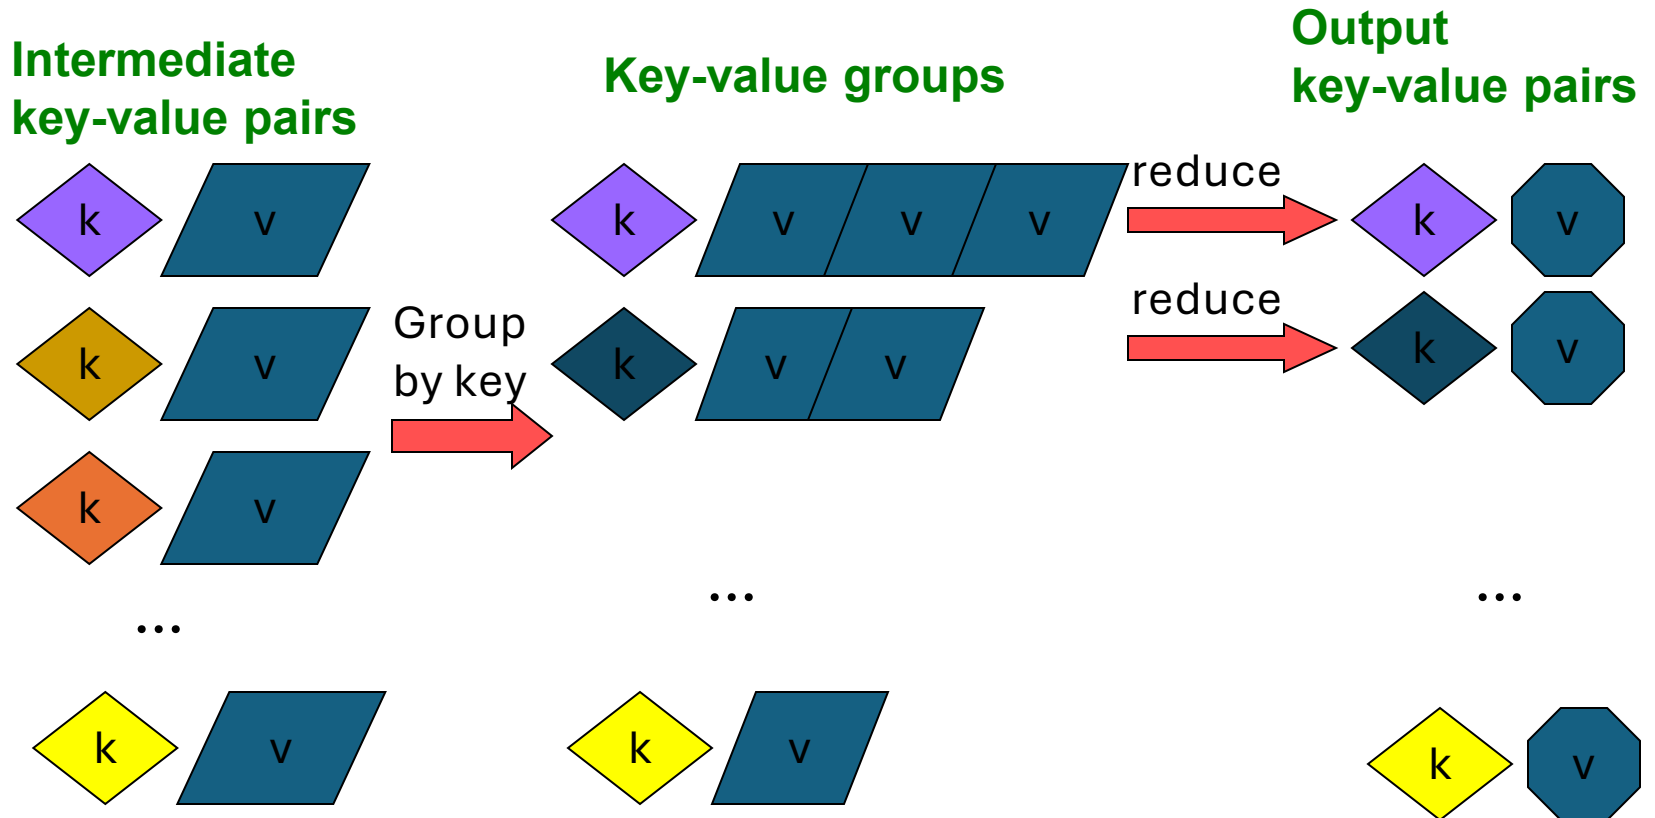 Intermediate
key-value pairs
Key-value groups
Output
key-value pairs
k v
k v v v
reduce
k v
k v
Group
by key
k v v
reduce
k v
k v
...
...
...
k v
k v
k v